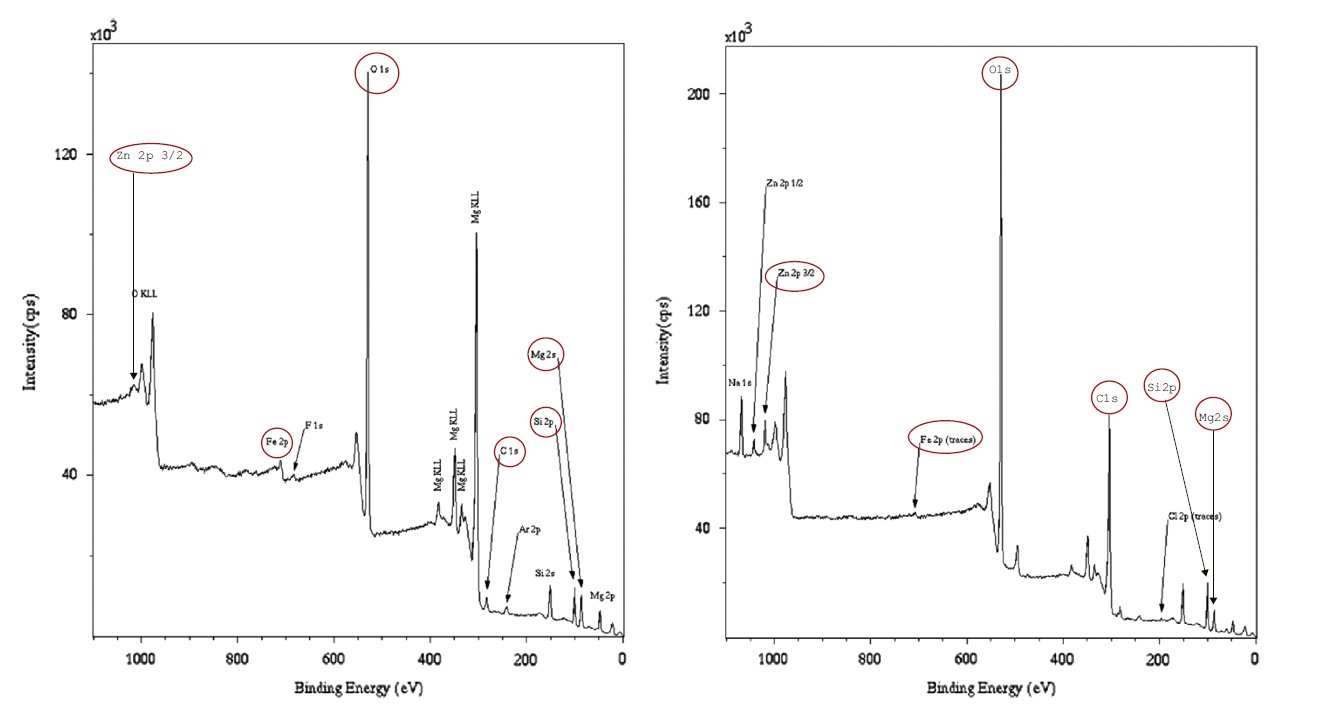 x10³
O 1s
Zn 2p 3/2
120
Mg KLL
O KLL
80
Intensity(cps)
Mg 2s
Mg KLL
Si 2p
F 1s
Fe 2p
C 1s
40
Mg KLL
Mg KLL
Ar 2p
Si 2s
Mg 2p
1000 800 600 400 200 0
Binding Energy (eV)
x10³
O1s
200
Zn 2p 1/2
160
Zn 2p 3/2
120
Intensity (cps)
Na 1s
C1s
Si2p
Mg2s
80
Fe 2p (traces)
Cl 2p (traces)
40
1000 800 600 400 200 0
Binding Energy (eV)